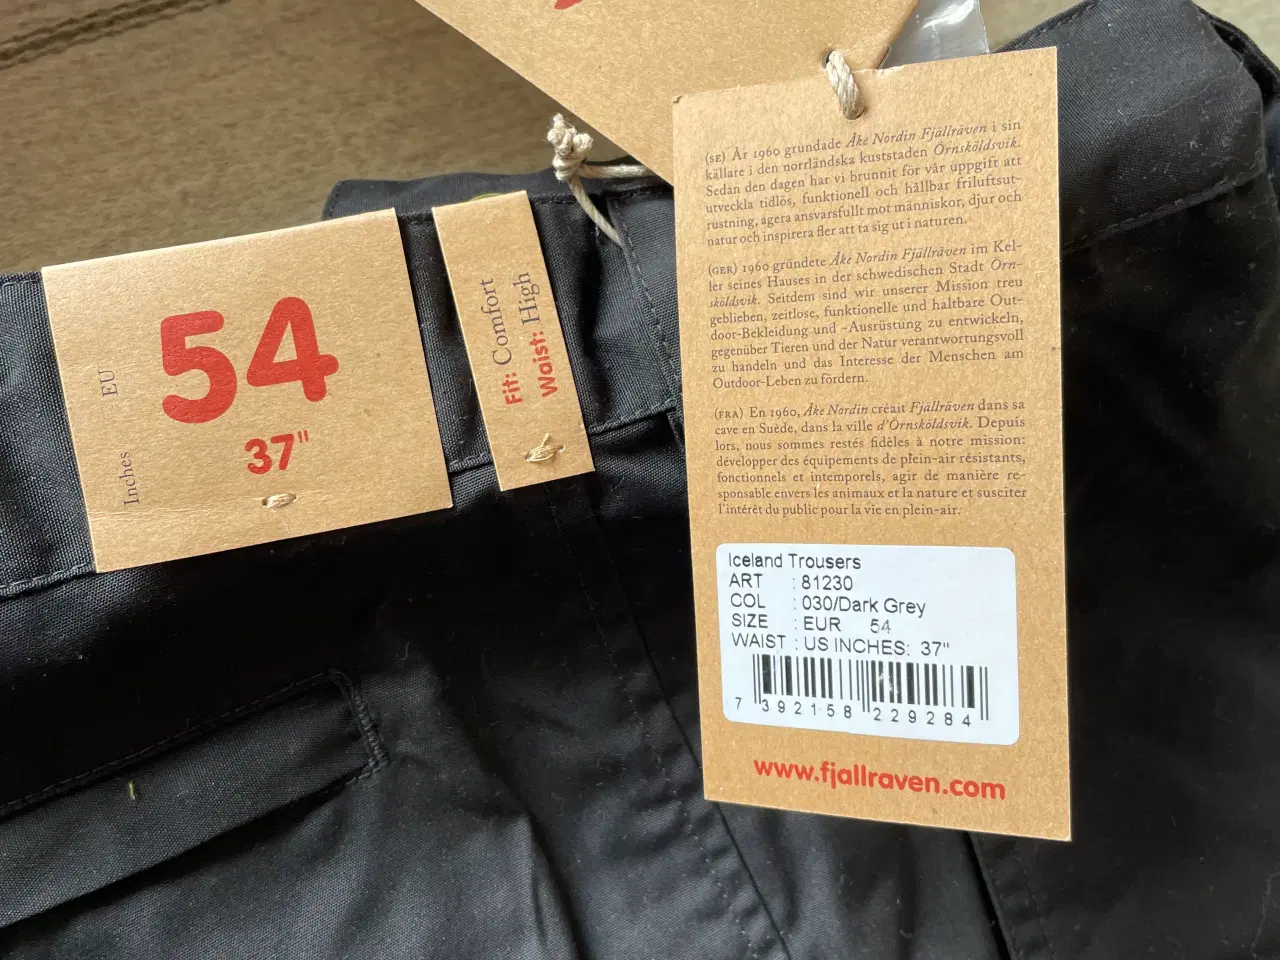 EU
54
Inches
37"
Fit: Comfort
Waist: High
(SE) År 1960 grundade Åke Nordin Fjällräven i sin
källare i den norrländska kuststaden Örnsköldsvik.
Sedan den dagen har vi brunnit för vår uppgift att
utveckla tidlös, funktionell och hållbar friluftsut-
rustning, agera ansvarsfullt mot människor, djur och
natur och inspirera fler att ta sig ut i naturen.
(GER) 1960 gründete Åke Nordin Fjällräven im Kel-
ler seines Hauses in der schwedischen Stadt Örn-
sköldsvik. Seitdem sind wir unserer Mission treu
geblieben, zeitlose, funktionelle und haltbare Out-
door-Bekleidung und -Ausrüstung zu entwickeln,
gegenüber Tieren und der Natur verantwortungsvoll
zu handeln und das Interesse der Menschen am
Outdoor-Leben zu fördern.
(FRA) En 1960, Åke Nordin créait Fjällräven dans sa
cave en Suède, dans la ville d'Örnsköldsvik. Depuis
lors, nous sommes restés fidèles à notre mission:
développer des équipements de plein-air résistants,
fonctionnels et intemporels, agir de manière re-
sponsable envers les animaux et la nature et susciter
l'intérêt du public pour la vie en plein-air.
Iceland Trousers
ART : 81230
COL : 030/Dark Grey
SIZE : EUR 54
WAIST : US INCHES: 37"
7 392158 229284
www.fjallraven.com